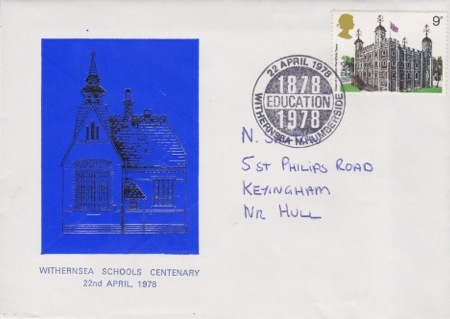 9P
22 APRIL 1978
1878
EDUCATION
1978
WITHERNSEA N. HUMBERSIDE
N.
5 ST PHILIPS ROAD
KEYINGHAM
NR HULL
WITHERNSEA SCHOOLS CENTENARY
22nd APRIL, 1978